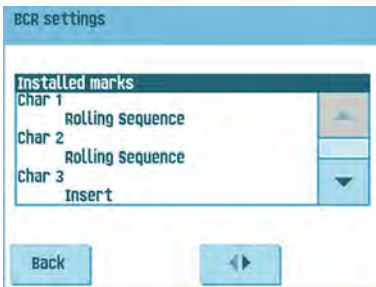 BCR settings
Installed marks
Char 1
Rolling Sequence
Char 2
Rolling Sequence
Char 3
Insert
Back